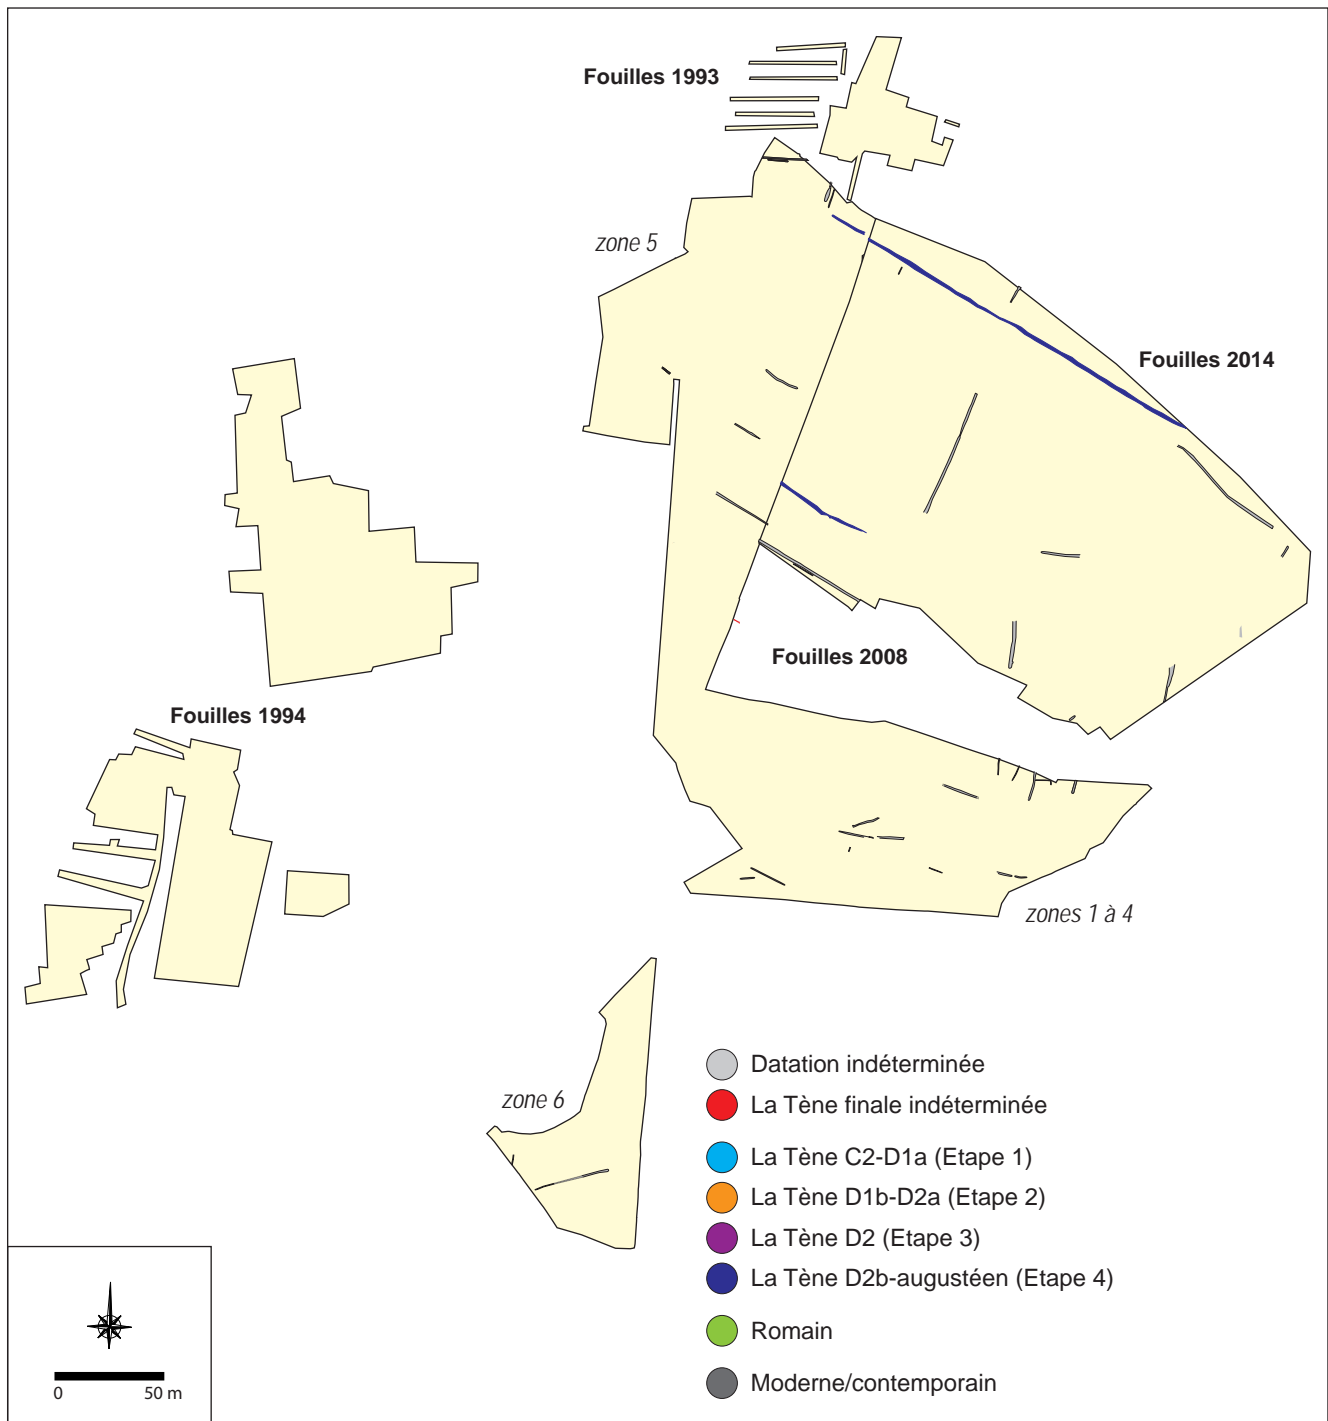 Fouilles 1993
zone 5
Fouilles 2014
Fouilles 2008
Fouilles 1994
zones 1 à 4
zone 6
Datation indéterminée
La Tène finale indéterminée
La Tène C2-D1a (Etape 1)
La Tène D1b-D2a (Etape 2)
La Tène D2 (Etape 3)
La Tène D2b-augustéen (Etape 4)
Romain
Moderne/contemporain
0 50 m